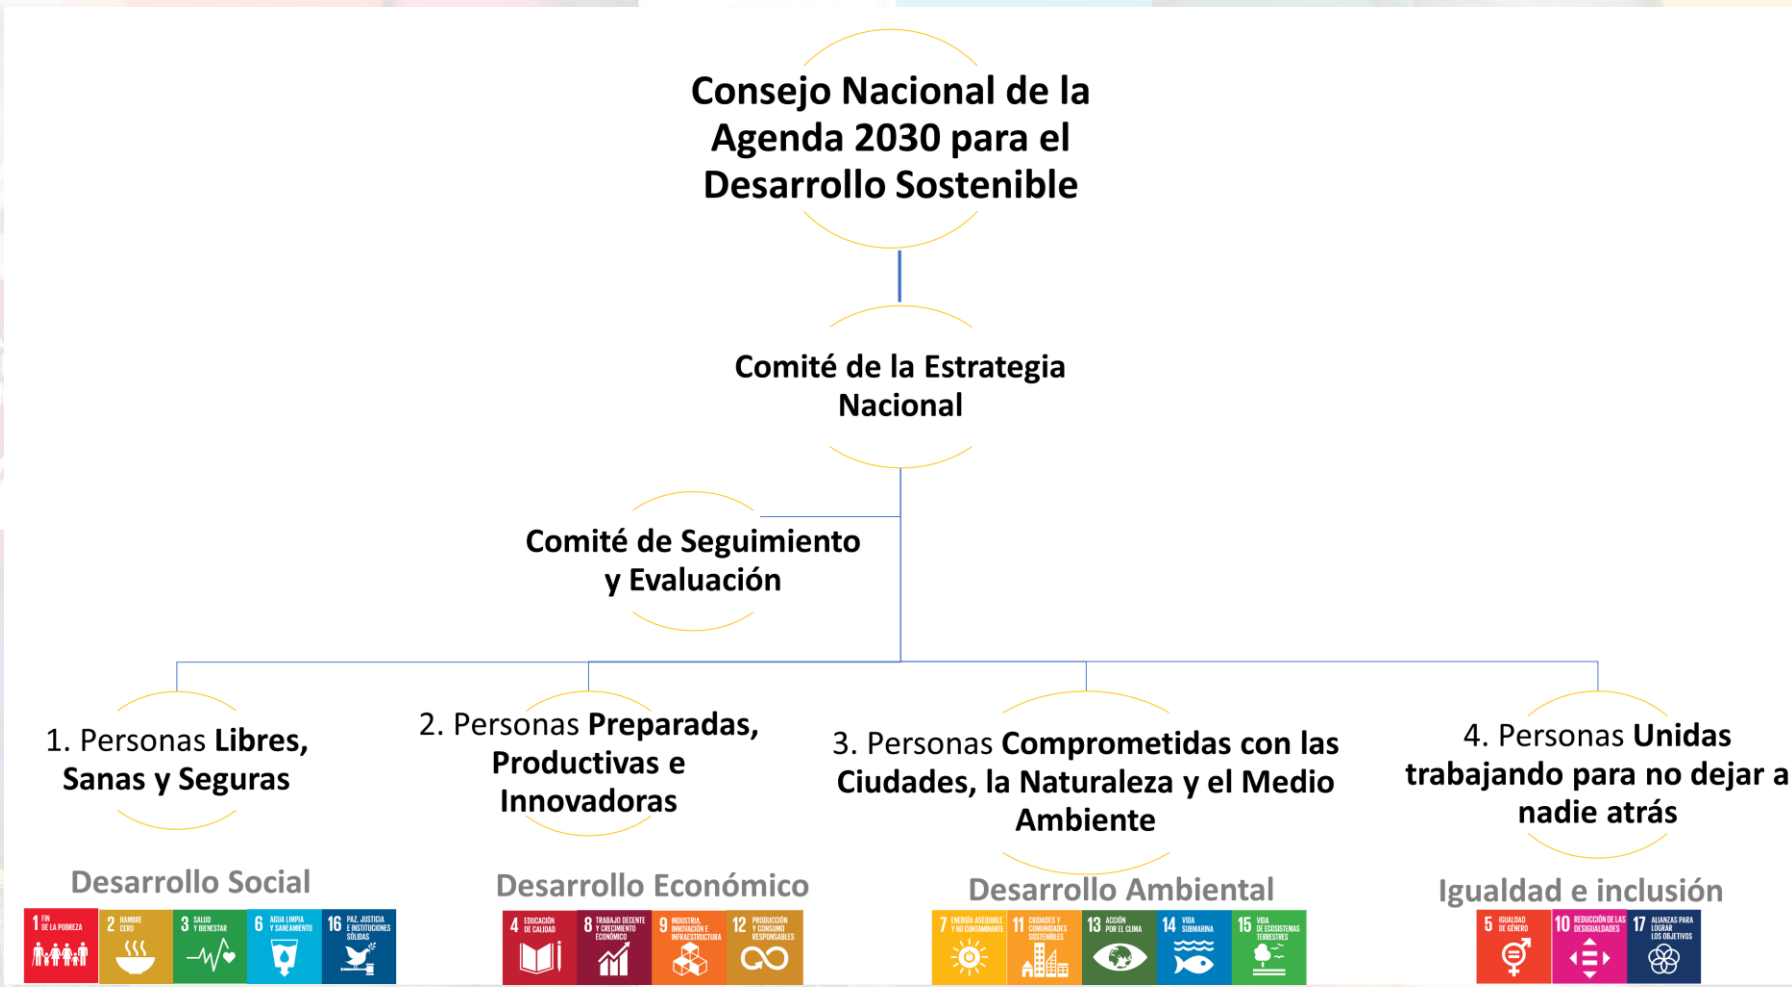 Consejo Nacional de la
Agenda 2030 para el
Desarrollo Sostenible
Comité de la Estrategia
Nacional
Comité de Seguimiento
y Evaluación
1. Personas Libres,
Sanas y Seguras
2. Personas Preparadas,
Productivas e
Innovadoras
3. Personas Comprometidas con las
Ciudades, la Naturaleza y el Medio
Ambiente
4. Personas Unidas
trabajando para no dejar a
nadie atrás
Desarrollo Social
1 FIN
DE LA POBREZA
2 HAMBRE
CERO
3 SALUD
Y BIENESTAR
6 AGUA LIMPIA
Y SANEAMIENTO
16 PAZ, JUSTICIA
E INSTITUCIONES
SÓLIDAS
Desarrollo Económico
4 EDUCACIÓN
DE CALIDAD
8 TRABAJO DECENTE
Y CRECIMIENTO
ECONÓMICO
9 INDUSTRIA,
INNOVACIÓN E
INFRAESTRUCTURA
12 PRODUCCIÓN
Y CONSUMO
RESPONSABLES
Desarrollo Ambiental
7 ENERGÍA ASEQUIBLE
Y NO CONTAMINANTE
11 CIUDADES Y
COMUNIDADES
SOSTENIBLES
13 ACCIÓN
POR EL CLIMA
14 VIDA
SUBMARINA
15 VIDA
DE ECOSISTEMAS
TERRESTRES
Igualdad e inclusión
5 IGUALDAD
DE GÉNERO
10 REDUCCIÓN DE LAS
DESIGUALDADES
17 ALIANZAS PARA
LOGRAR
LOS OBJETIVOS